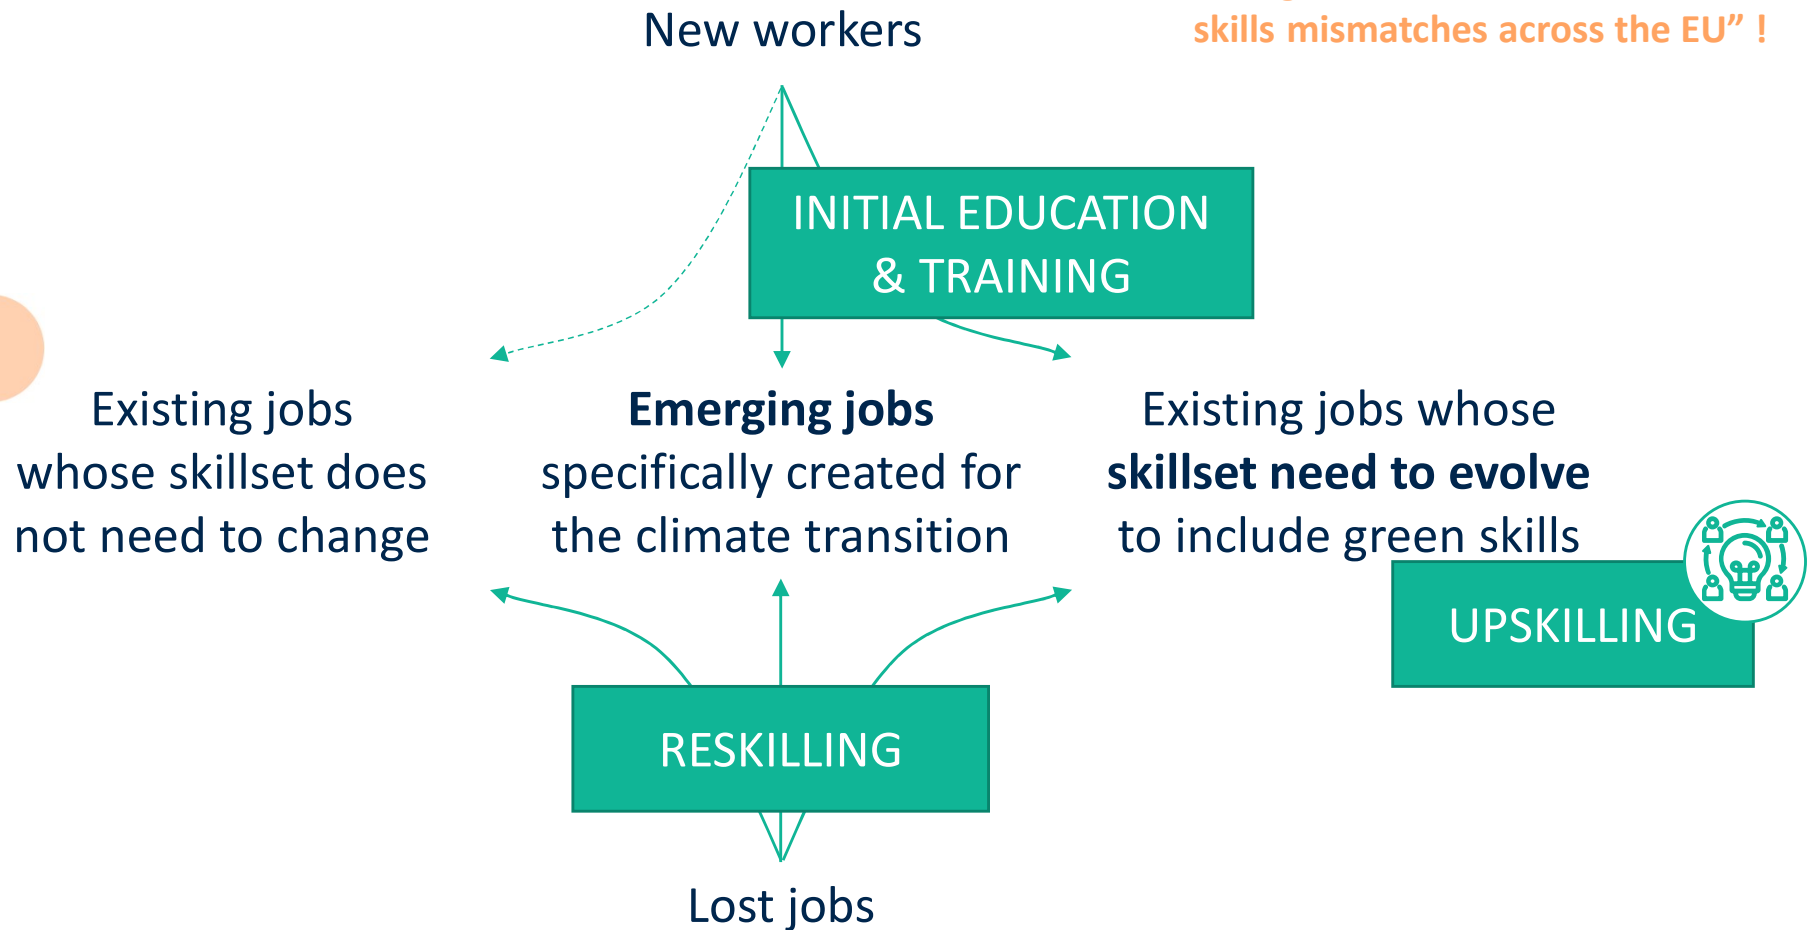 skills mismatches across the EU” !
New workers
INITIAL EDUCATION
& TRAINING
Existing jobs
whose skillset does
not need to change
Emerging jobs
specifically created for
the climate transition
Existing jobs whose
skillset need to evolve
to include green skills
UPSKILLING
RESKILLING
Lost jobs